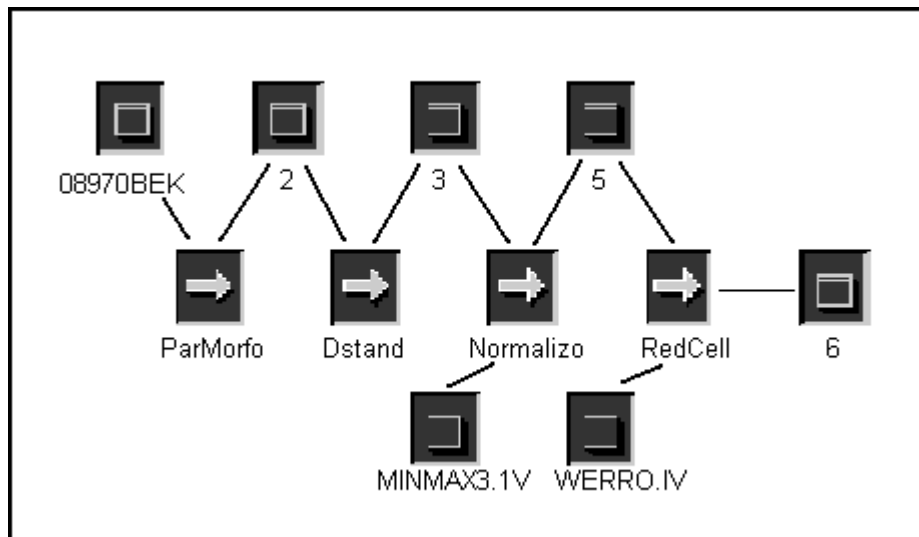 08970BEK
2
3
5
ParMorfo
Dstand
Normalizo
RedCell
6
MINMAX3.1V
WERRO.IV